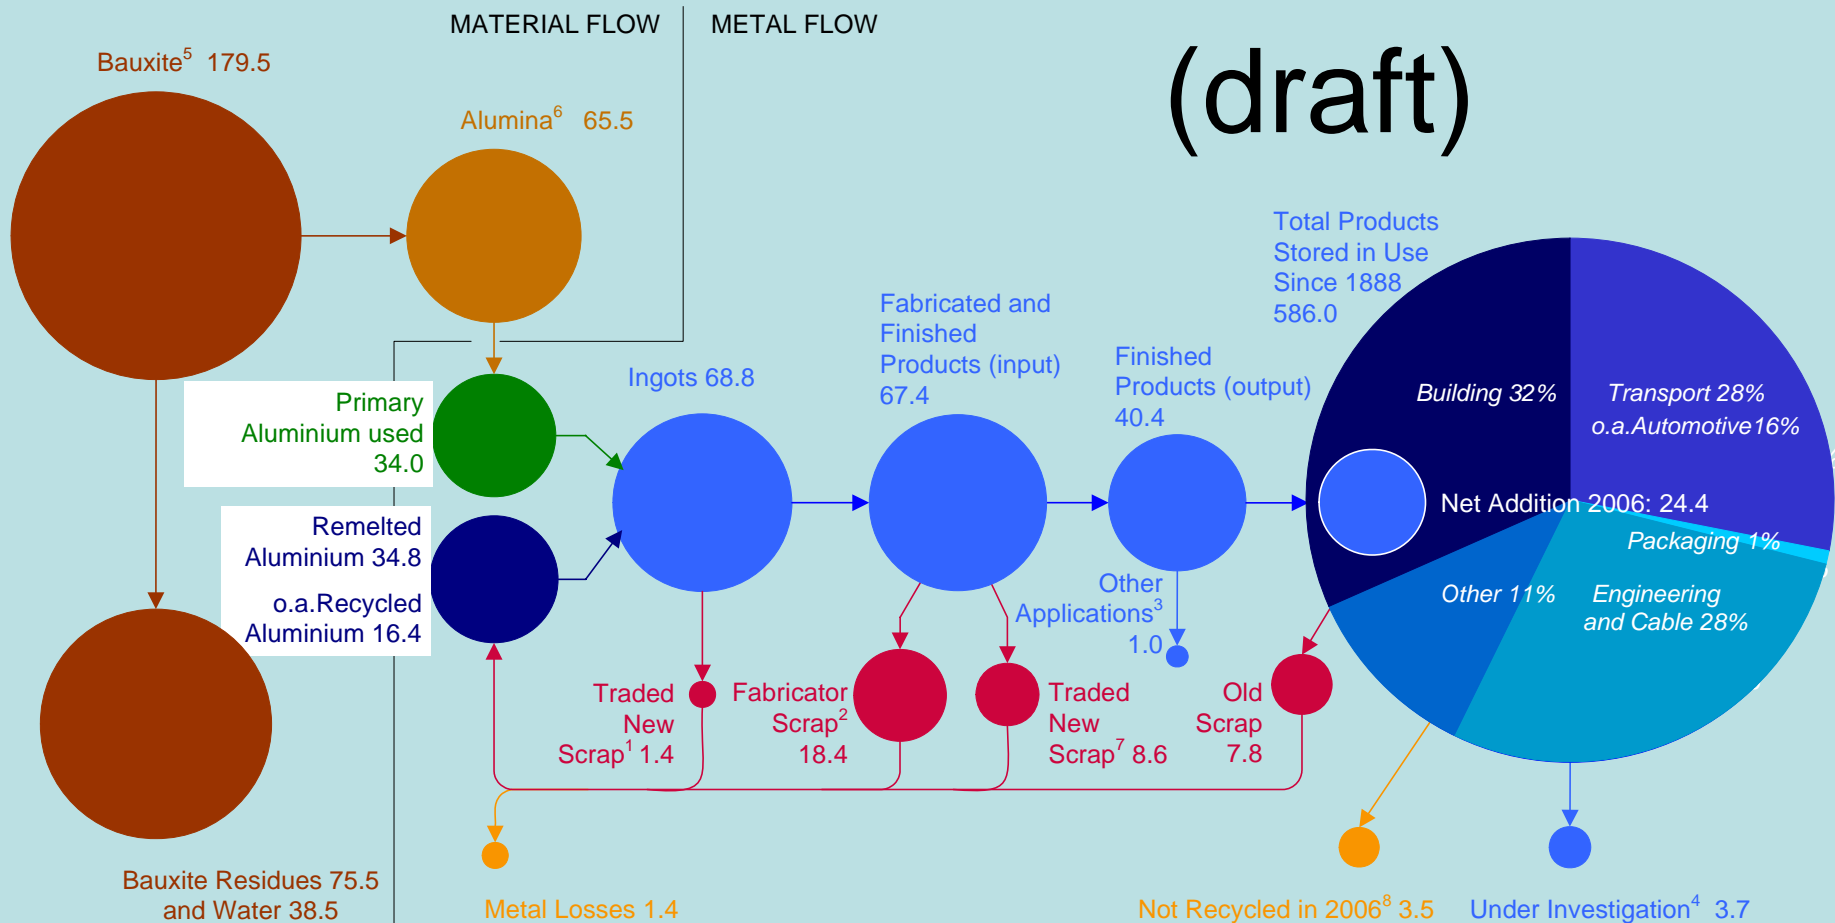 MATERIAL FLOW
METAL FLOW
(draft)
Bauxite⁵ 179.5
Alumina⁶ 65.5
Total Products
Stored in Use
Since 1888
586.0
Fabricated and
Finished
Products (input)
67.4
Finished
Products (output)
40.4
Ingots 68.8
Primary
Aluminium used
34.0
Building 32%
Transport 28%
o.a.Automotive16%
Net Addition 2006: 24.4
Packaging 1%
Remelted
Aluminium 34.8
o.a.Recycled
Aluminium 16.4
Other
Applications³
1.0
Other 11%
Engineering
and Cable 28%
Traded
New
Scrap¹ 1.4
Fabricator
Scrap²
18.4
Traded
New
Scrap⁷ 8.6
Old
Scrap
7.8
Bauxite Residues 75.5
and Water 38.5
Metal Losses 1.4
Not Recycled in 2006⁸ 3.5
Under Investigation⁴ 3.7